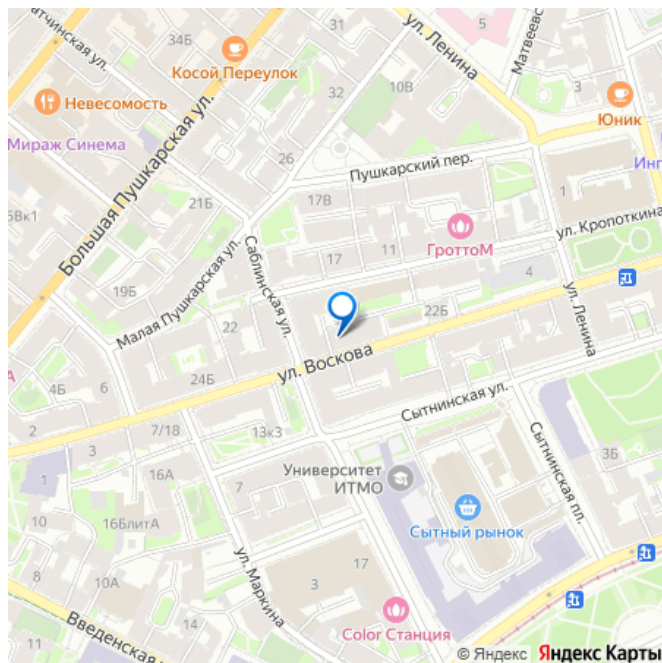 атчинская ул.
34Б
Косой Переулок
Невесомость
Мираж Синема
Большая Пушкарская ул.
ул. Ленина
5
Матвеевс
10В
3
32
Юник
26
Пушкарский пер.
Инг
1
5Вк1
21Б
17В
ул. Кропоткина
ГроттоМ
11
17
4
Саблинская ул.
19Б
Малая Пушкарская ул.
22
22Б
ул. Ленина
ул. Воскова
А
4Б
6
24Б
Сытнинская ул.
2
7/18
13к3
3
Сытнинская пл.
3Б
16А
7
Университет
ИТМО
10
16БлитА
Сытный рынок
ул. Маркина
17
8
10А
3
11
Введенская
14
Color Станция
© Яндекс Яндекс Карты